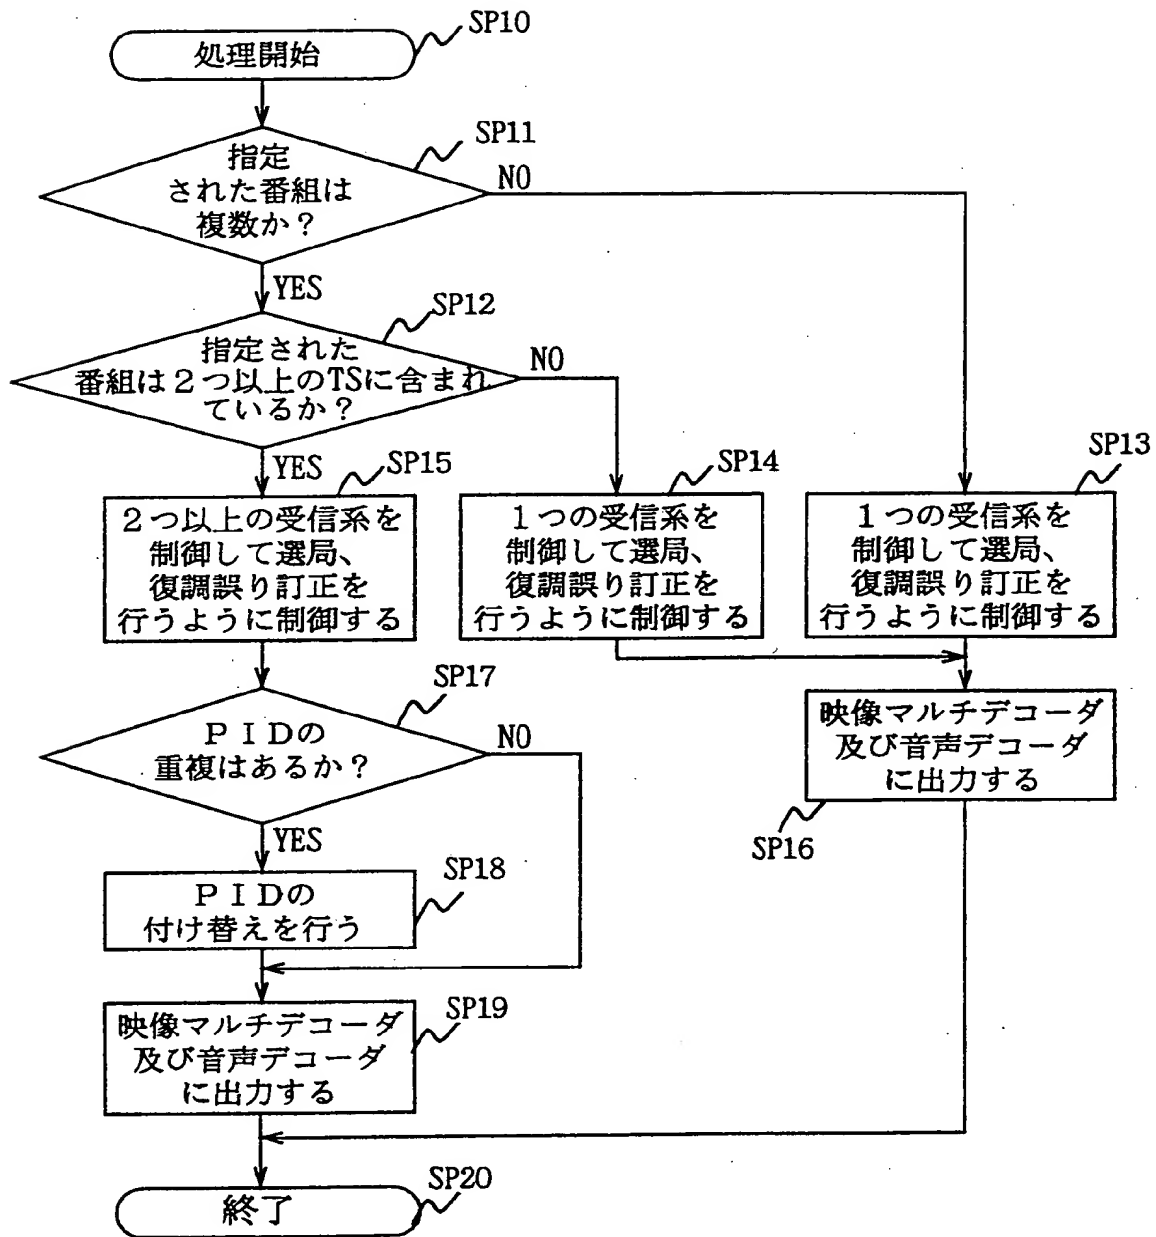 SP10
処理開始
SP11
指定
された番組は
複数か？
NO
YES
SP12
指定された
番組は２つ以上のTSに含まれ
ているか？
NO
YES
SP15
２つ以上の受信系を
制御して選局、
復調誤り訂正を
行うように制御する
SP14
１つの受信系を
制御して選局、
復調誤り訂正を
行うように制御する
SP13
１つの受信系を
制御して選局、
復調誤り訂正を
行うように制御する
SP17
ＰＩＤの
重複はあるか？
NO
YES
映像マルチデコーダ
及び音声デコーダ
に出力する
SP16
SP18
ＰＩＤの
付け替えを行う
SP19
映像マルチデコーダ
及び音声デコーダ
に出力する
SP20
終了